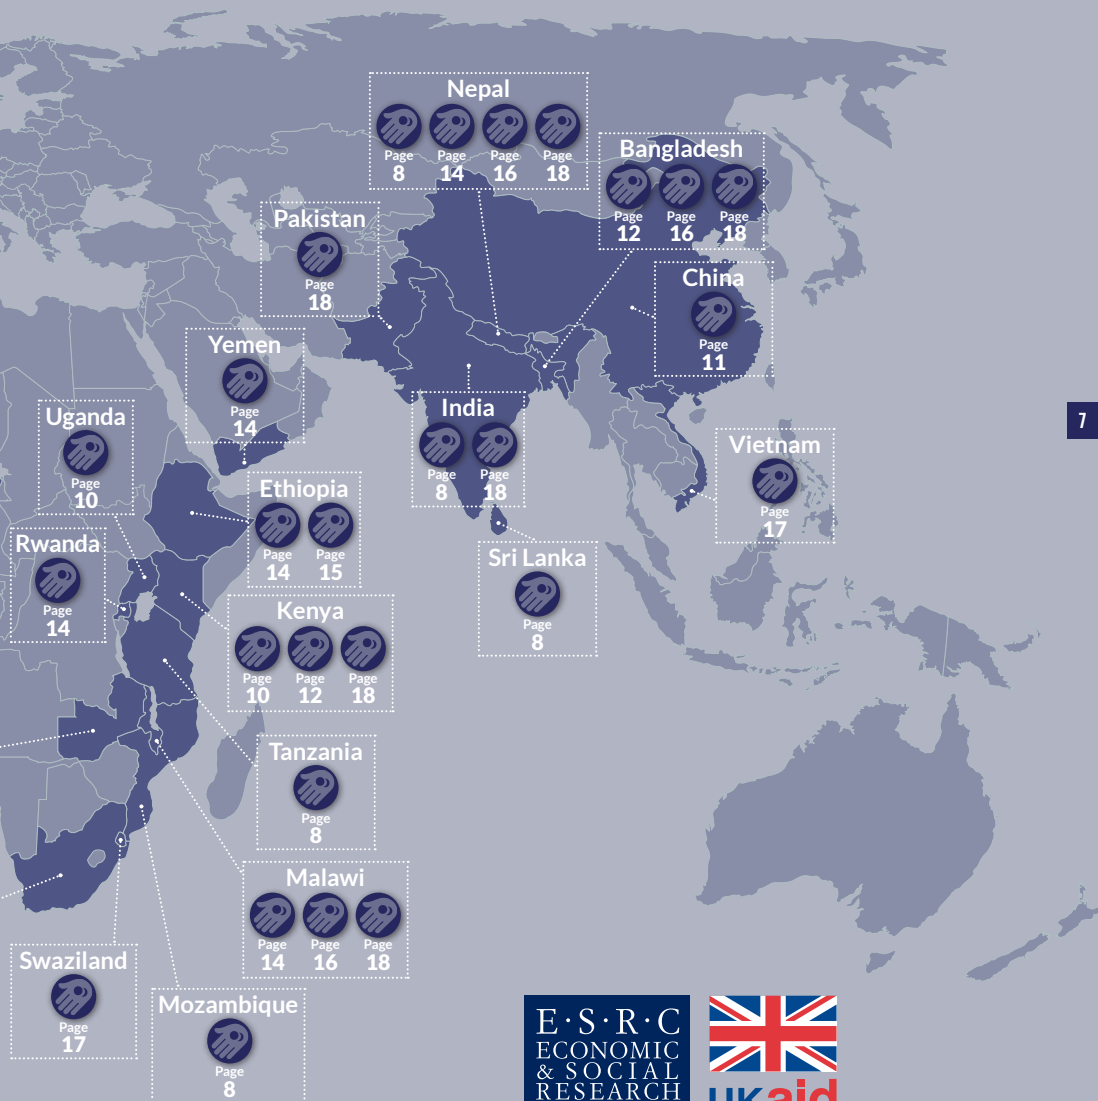 Nepal
Page Page Page Page
8 14 16 18
Bangladesh
Page Page Page
12 16 18
Pakistan
Page
18
China
Page
11
Yemen
Page
14
India
Page Page
8 18
Uganda
Page
10
7
Vietnam
Page
17
Ethiopia
Page Page
14 15
Rwanda
Page
14
Sri Lanka
Page
8
Kenya
Page Page Page
10 12 18
Tanzania
Page
8
Malawi
Page Page Page
14 16 18
Swaziland
Page
17
Mozambique
Page
8
E·S·R·C
ECONOMIC
& SOCIAL
RESEARCH
UKaid